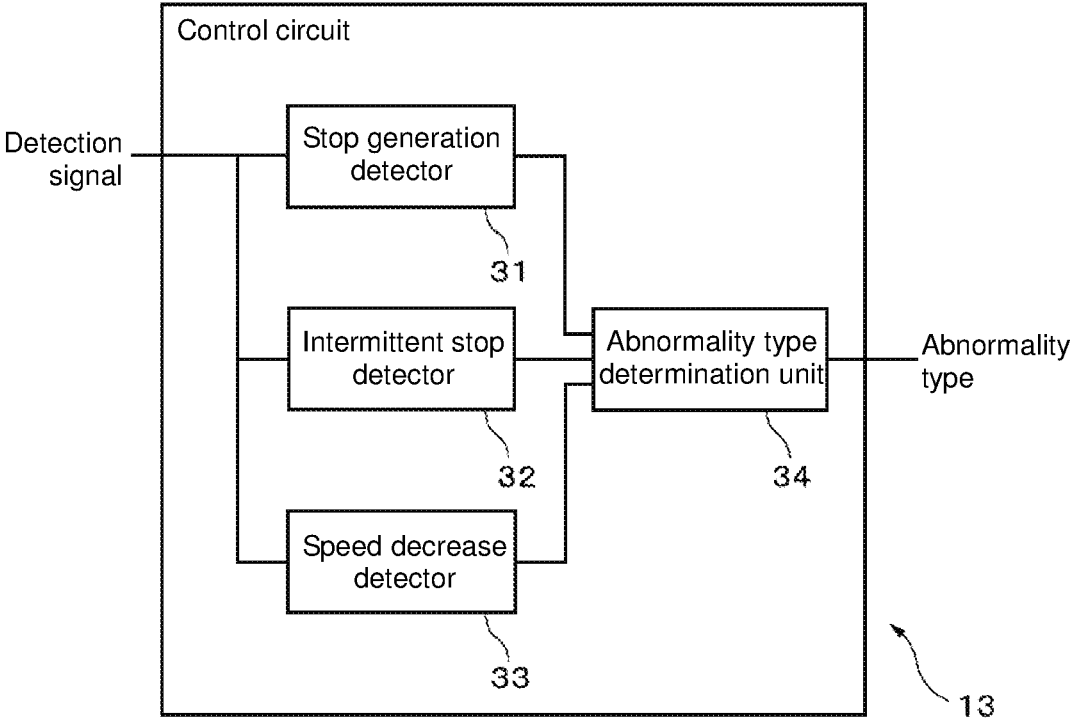 Control circuit
Detection
signal
Stop generation
detector
31
Intermittent stop
detector
32
Abnormality type
determination unit
34
Abnormality
type
Speed decrease
detector
33
13